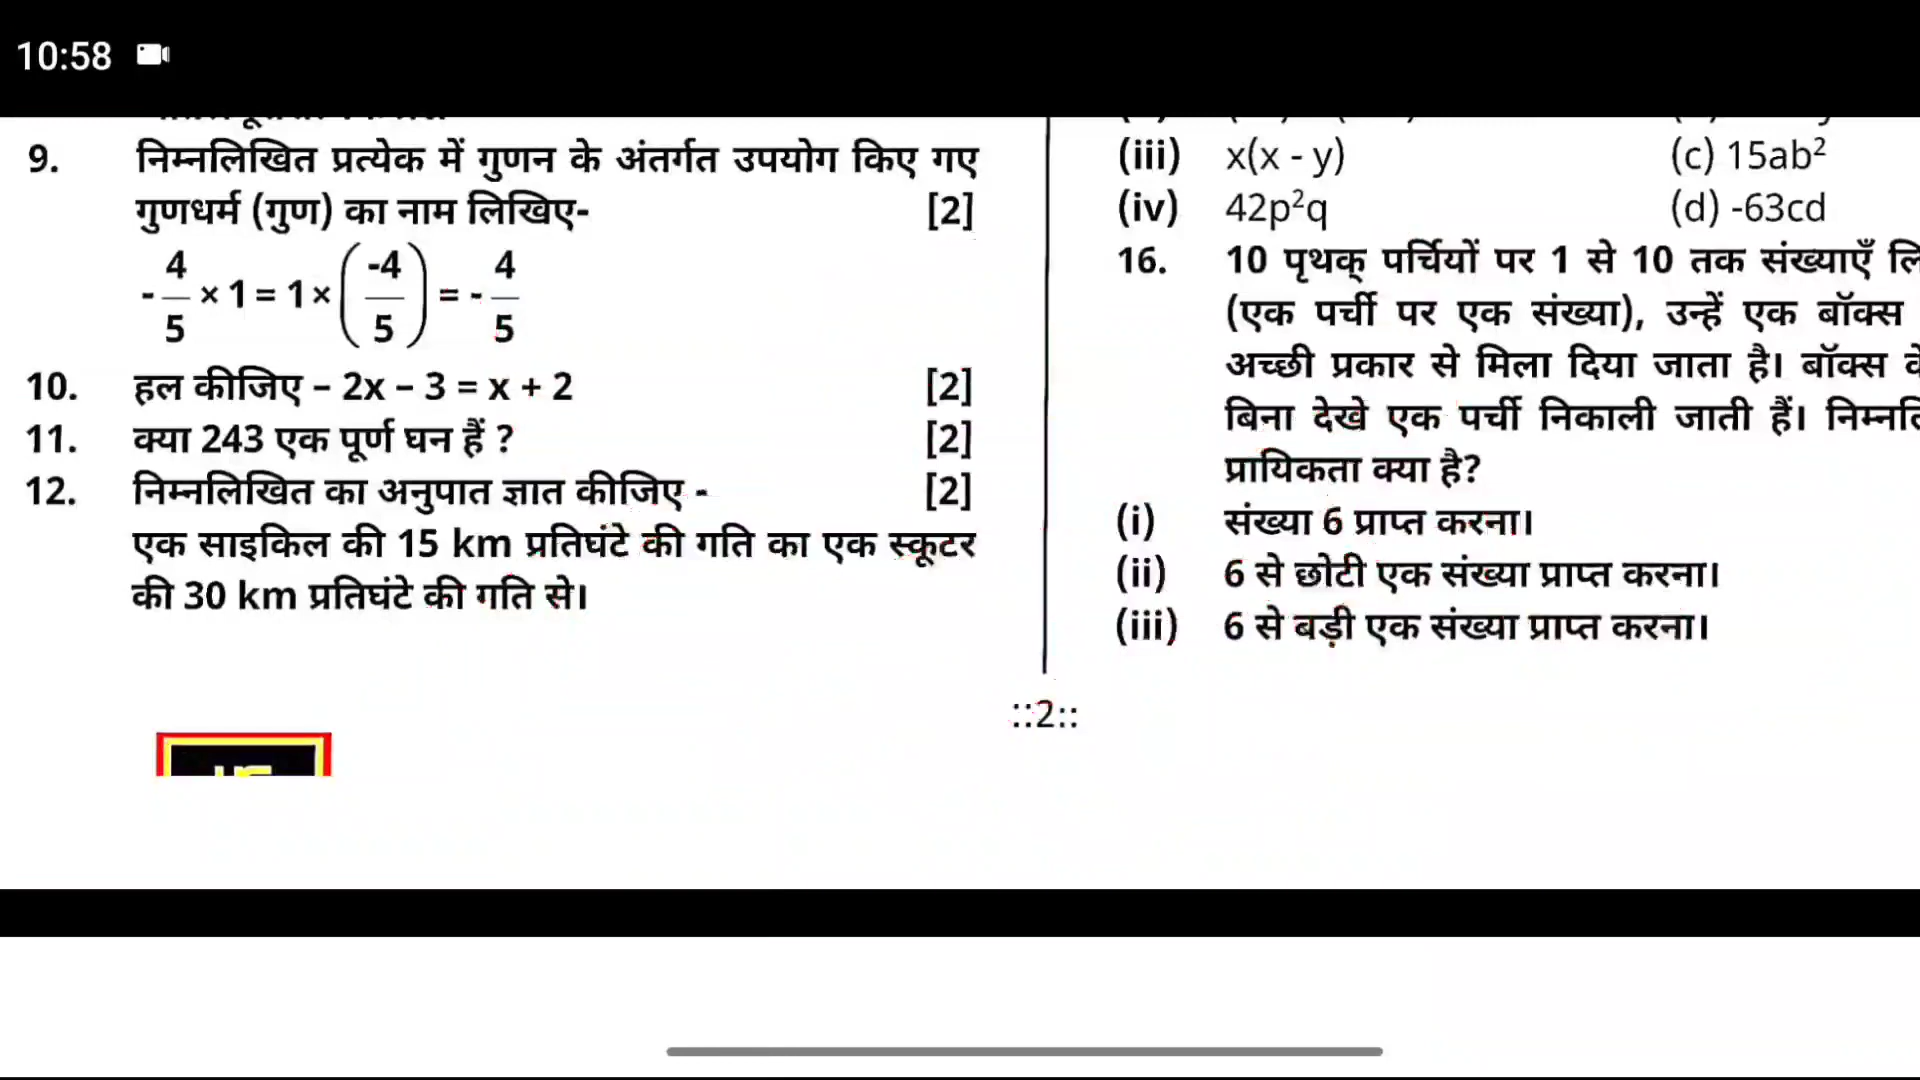 10:58
9. निम्नलिखित प्रत्येक में गुणन के अंतर्गत उपयोग किए गए
गुणधर्म (गुण) का नाम लिखिए- [2]
- 4/5 × 1 = 1 × (-4/5) = - 4/5
10. हल कीजिए – 2x – 3 = x + 2 [2]
11. क्या 243 एक पूर्ण घन हैं ? [2]
12. निम्नलिखित का अनुपात ज्ञात कीजिए - [2]
एक साइकिल की 15 km प्रतिघंटे की गति का एक स्कूटर
की 30 km प्रतिघंटे की गति से।
(iii) x(x - y) (c) 15ab²
(iv) 42p²q (d) -63cd
16. 10 पृथक् पर्चियों पर 1 से 10 तक संख्याएँ
(एक पर्ची पर एक संख्या), उन्हें एक बॉक्स
अच्छी प्रकार से मिला दिया जाता है। बॉक्स
बिना देखे एक पर्ची निकाली जाती हैं।
प्रायिकता क्या है?
(i) संख्या 6 प्राप्त करना।
(ii) 6 से छोटी एक संख्या प्राप्त करना।
(iii) 6 से बड़ी एक संख्या प्राप्त करना।
::2::